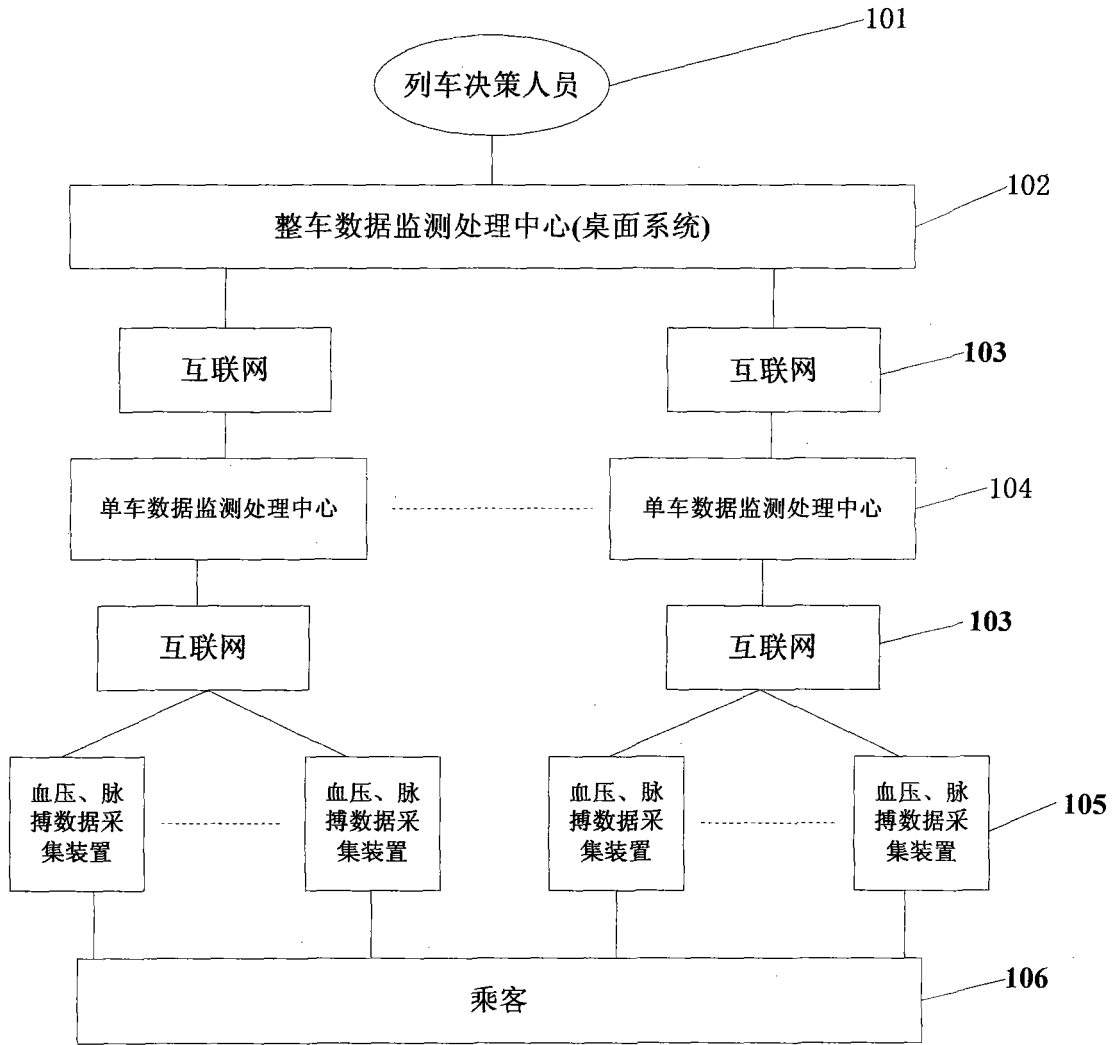 101
列车决策人员
102
整车数据监测处理中心(桌面系统)
互联网
互联网
103
单车数据监测处理中心
单车数据监测处理中心
104
互联网
互联网
103
血压、脉
搏数据采
集装置
血压、脉
搏数据采
集装置
血压、脉
搏数据采
集装置
血压、脉
搏数据采
集装置
105
乘客
106